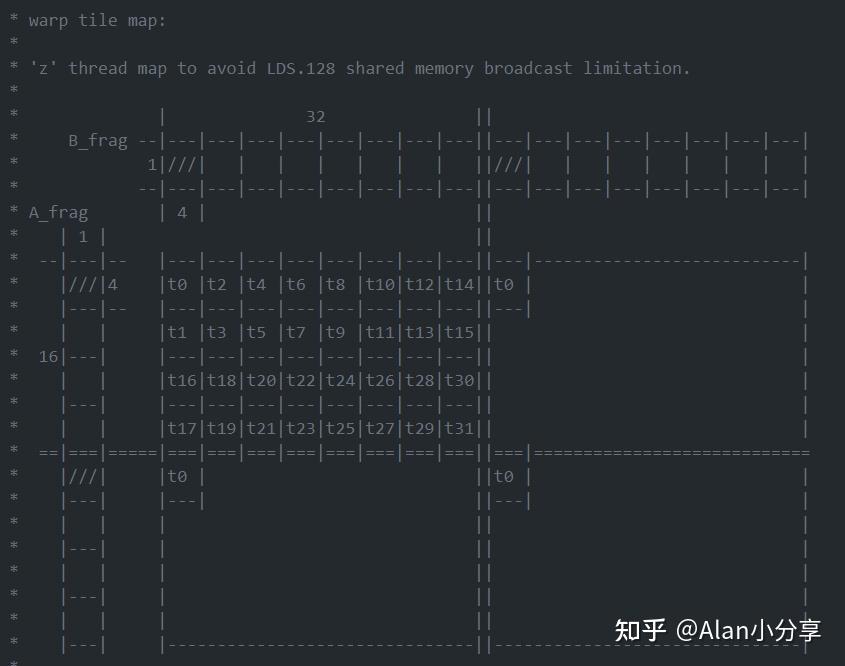 * warp tile map:
*
* 'z' thread map to avoid LDS.128 shared memory broadcast limitation.
*
*              |              32               ||
*     B_frag --|---|---|---|---|---|---|---|---||---|---|---|---|---|---|---|---|
*             1|///|   |   |   |   |   |   |   ||///|   |   |   |   |   |   |   |
*            --|---|---|---|---|---|---|---|---||---|---|---|---|---|---|---|---|
* A_frag       | 4 |                           ||
*    | 1 |                                     ||
*  --|---|--   |---|---|---|---|---|---|---|---||---|---------------------------|
*    |///|4    |t0 |t2 |t4 |t6 |t8 |t10|t12|t14||t0 |                           |
*    |---|--   |---|---|---|---|---|---|---|---||---|                           |
*    |   |     |t1 |t3 |t5 |t7 |t9 |t11|t13|t15||                               |
*  16|---|     |---|---|---|---|---|---|---|---||                               |
*    |   |     |t16|t18|t20|t22|t24|t26|t28|t30||                               |
*    |---|     |---|---|---|---|---|---|---|---||                               |
*    |   |     |t17|t19|t21|t23|t25|t27|t29|t31||                               |
*  ==|===|=====|===|===|===|===|===|===|===|===||===|============================
*    |///|     |t0 |                           ||t0 |                           |
*    |---|     |---|                           ||---|                           |
*    |   |     |                               ||                               |
*    |---|     |                               ||                               |
*    |   |     |                               ||                               |
*    |---|     |                               ||                               |
*    |   |     |                               ||                               |
*    |---|     |-------------------------------||-------------------------------|
*
知乎 @Alan小分享